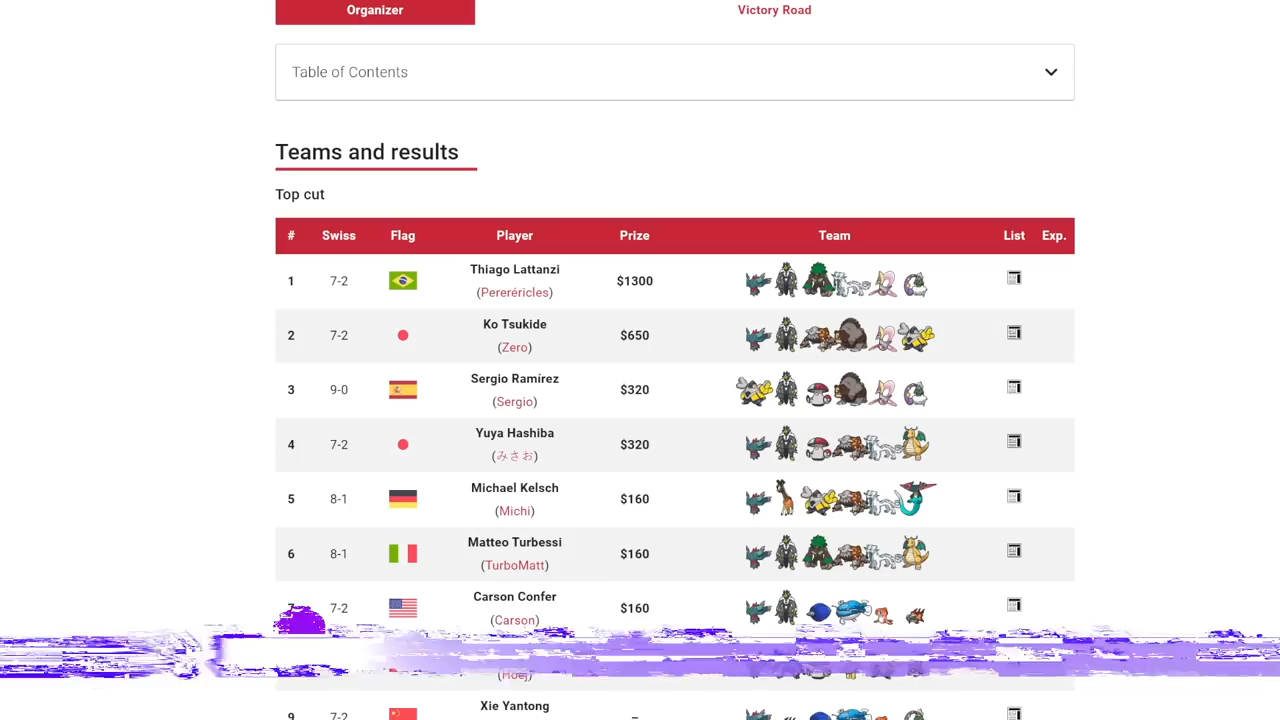 Organizer Victory Road
Table of Contents
Teams and results
Top cut
# Swiss Flag Player Prize Team List Exp.
1 7-2 Thiago Lattanzi (Pereréricles) $1300
2 7-2 Ko Tsukide (Zero) $650
3 9-0 Sergio Ramírez (Sergio) $320
4 7-2 Yuya Hashiba (みさお) $320
5 8-1 Michael Kelsch (Michi) $160
6 8-1 Matteo Turbessi (TurboMatt) $160
7-2 Carson Confer (Carson) $160
9 7-2 Xie Yantong –